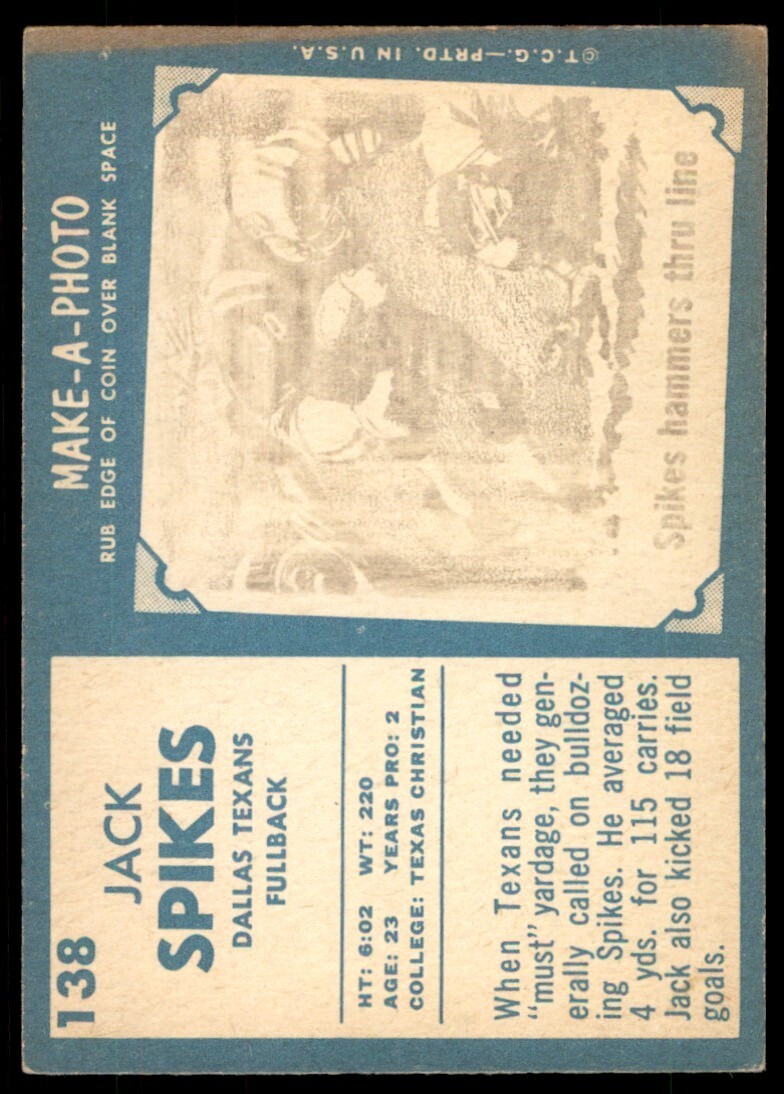 138
JACK
SPIKES
DALLAS TEXANS
FULLBACK
HT: 6:02 WT: 220
AGE: 23 YEARS PRO: 2
COLLEGE: TEXAS CHRISTIAN
When Texans needed
"must" yardage, they gen-
erally called on bulldoz-
ing Spikes. He averaged
4 yds. for 115 carries.
Jack also kicked 18 field
goals.
MAKE-A-PHOTO
RUB EDGE OF COIN OVER BLANK SPACE
Spikes hammers thru line
©T.C.G.—PRTD. IN U.S.A.